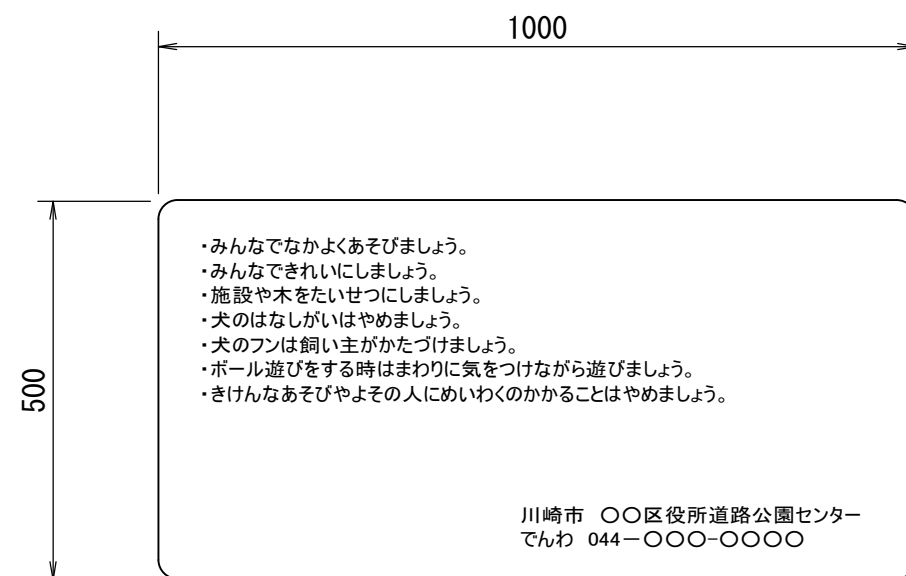 1000
500
・みんなでなかよくあそびましょう。
・みんなできれいにしましょう。
・施設や木をたいせつにしましょう。
・犬のはなしがいはやめましょう。
・犬のフンは飼い主がかたづけましょう。
・ボール遊びをする時はまわりに気をつけながら遊びましょう。
・きけんなあそびやよその人にめいわくのかかることはやめましょう。
川崎市　〇〇区役所道路公園センター
でんわ 044－〇〇〇-〇〇〇〇